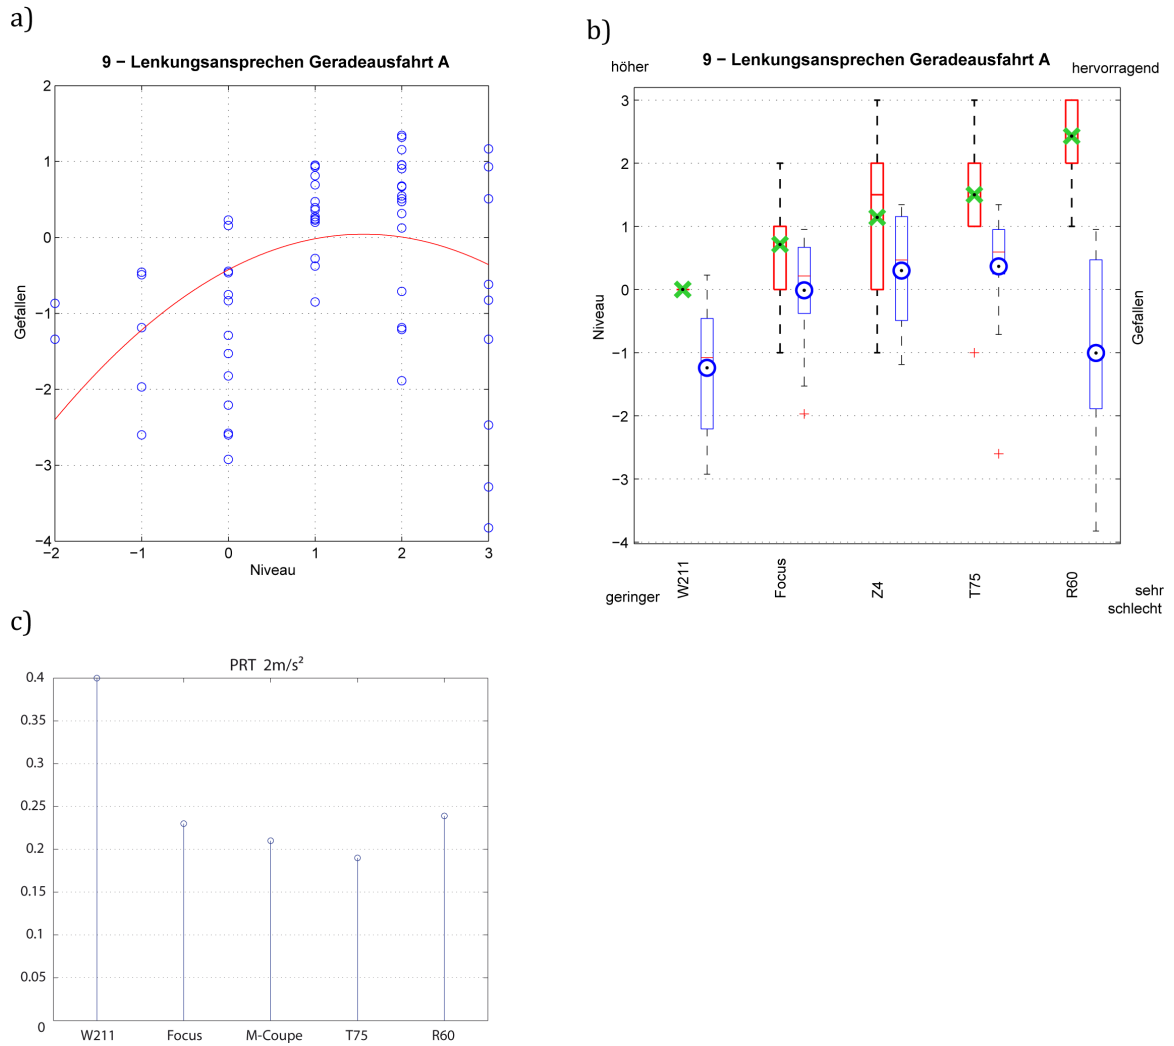 a)
9 − Lenkungsansprechen Geradeausfahrt A
2
1
0
−1
−2
−3
−4
Gefallen
−2
−1
0
1
2
3
Niveau
b)
9 − Lenkungsansprechen Geradeausfahrt A
höher
hervorragend
3
2
1
0
−1
−2
−3
−4
Niveau
Gefallen
W211
Focus
Z4
T75
R60
geringer
sehr
schlecht
c)
PRT 2m/s²
0.4
0.35
0.3
0.25
0.2
0.15
0.1
0.05
0
W211
Focus
M-Coupe
T75
R60